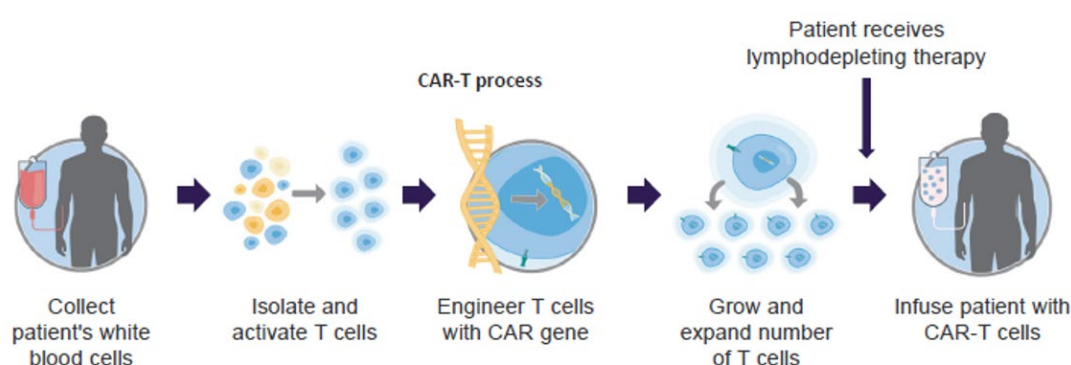 Patient receives
lymphodepleting therapy
CAR-T process
Collect
patient's white
blood cells
Isolate and
activate T cells
Engineer T cells
with CAR gene
Grow and
expand number
of T cells
Infuse patient with
CAR-T cells